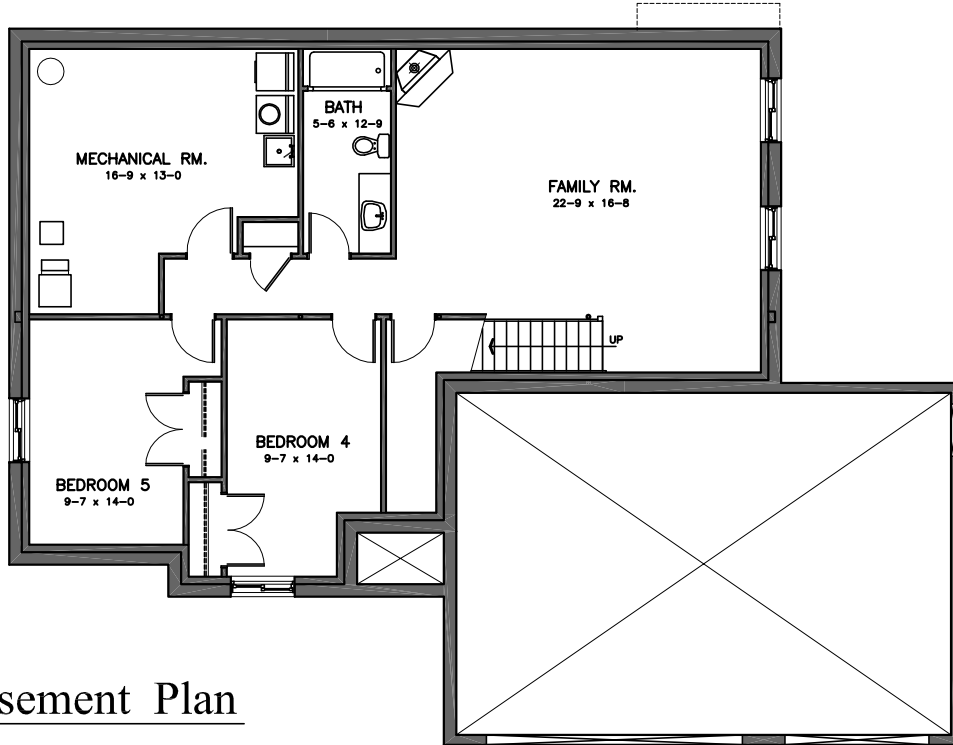 BATH
5-6 x 12-9
MECHANICAL RM.
16-9 x 13-0
FAMILY RM.
22-9 x 16-8
UP
BEDROOM 4
9-7 x 14-0
BEDROOM 5
9-7 x 14-0
sement Plan